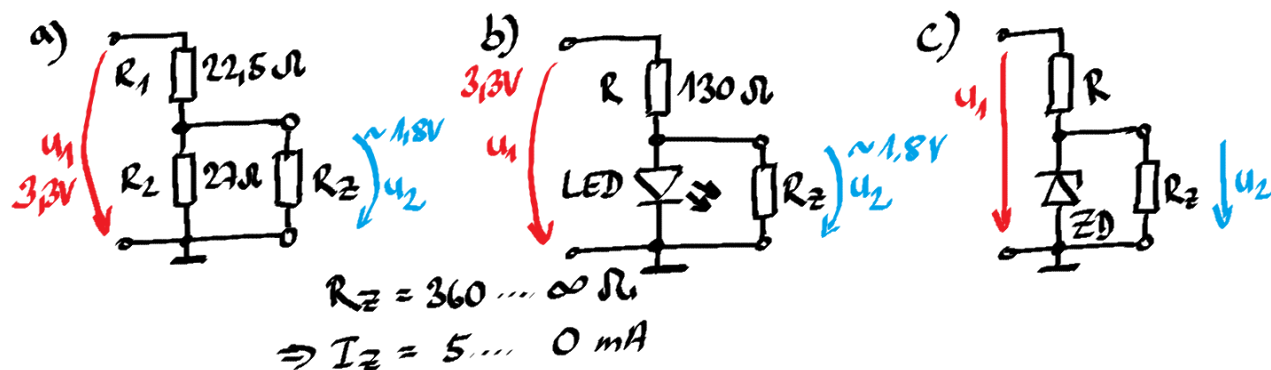 a)
R1 22,5 Ω
u1
3,3V
R2 27Ω
Rz
~1,8V
u2
b)
3,3V
R 130 Ω
u1
LED
Rz
~1,8V
u2
c)
u1
R
ZD
Rz
u2
Rz = 360 .... ∞ Ω
⇒ Iz = 5 .... 0 mA